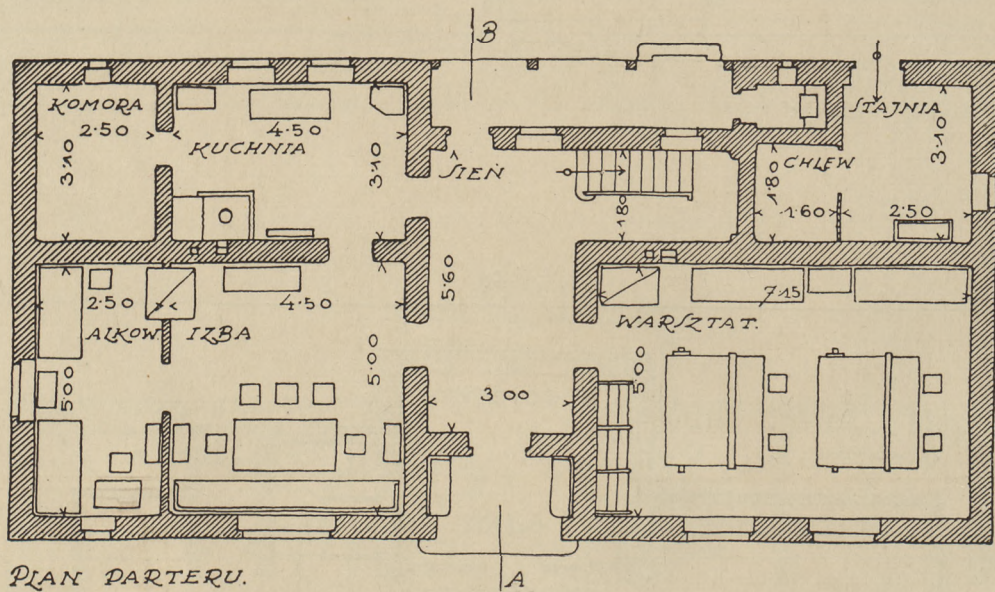 B
KOMORA
2·50
3·10
4·50
KUCHNIA
3·10
SIEŃ
1·80
STAJNIA
3·10
CHLEW
1·80
1·60
2·50
5·60
2·50
4·50
ALKOW.
IZBA
5·00
5·00
3 00
7·15
WARSZTAT.
5·00
PLAN PARTERU.
A